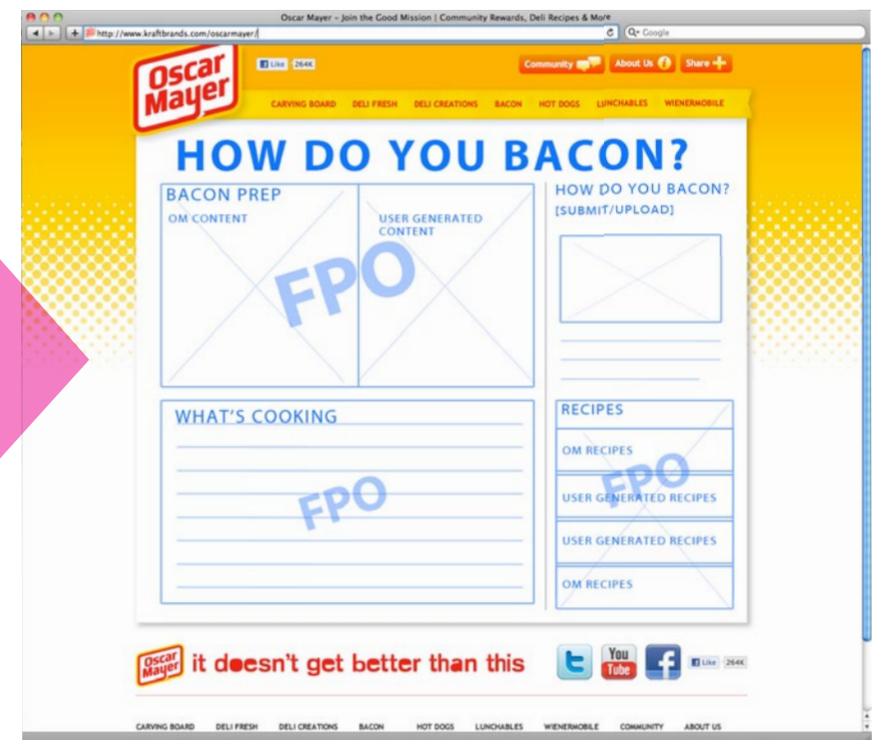 Oscar Mayer – Join the Good Mission | Community Rewards, Deli Recipes & More
http://www.kraftbrands.com/oscarmayer/
Google
Oscar
Mayer
Like 264K
Community About Us Share
CARVING BOARD DELI FRESH DELI CREATIONS BACON HOT DOGS LUNCHABLES WIENERMOBILE
HOW DO YOU BACON?
BACON PREP
OM CONTENT
USER GENERATED
CONTENT
FPO
HOW DO YOU BACON?
[SUBMIT/UPLOAD]
WHAT'S COOKING
FPO
RECIPES
OM RECIPES
FPO
USER GENERATED RECIPES
USER GENERATED RECIPES
OM RECIPES
Oscar
Mayer
it doesn't get better than this
You
Tube
Like 264K
CARVING BOARD DELI FRESH DELI CREATIONS BACON HOT DOGS LUNCHABLES WIENERMOBILE COMMUNITY ABOUT US